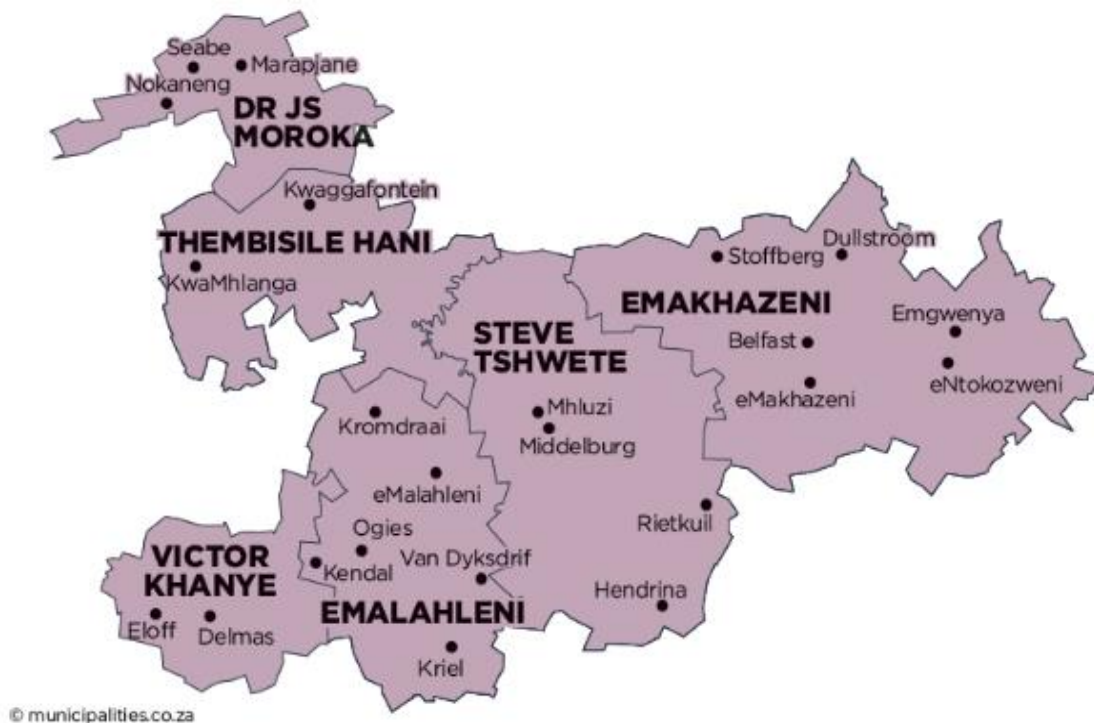 Seabe
Marapjane
Nokaneng
DR JS
MOROKA
Kwaggafontein
THEMBISILE HANI
KwaMhlanga
Dullstroom
Stoffberg
EMAKHAZENI
Emgwenya
Belfast
eNtokozweni
eMakhazeni
STEVE
TSHWETE
Mhluzi
Middelburg
Rietkuil
Hendrina
Kromdraai
eMalahleni
Ogies
Van Dyksdrif
Kendal
EMALAHLENI
Kriel
VICTOR
KHANYE
Eloff
Delmas
© municipalities.co.za